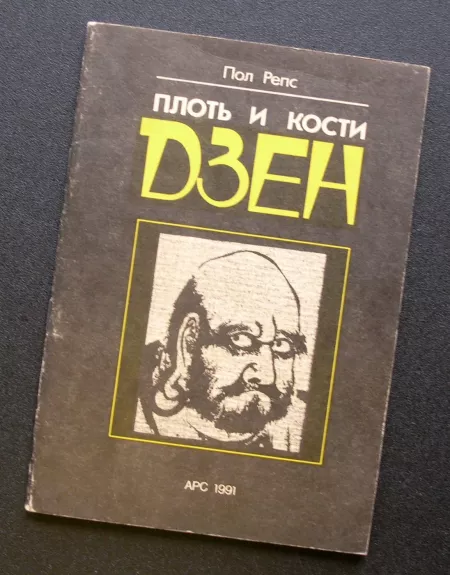 Пол Репс
ПЛОТЬ И КОСТИ
ДЗЕН
АРС 1991